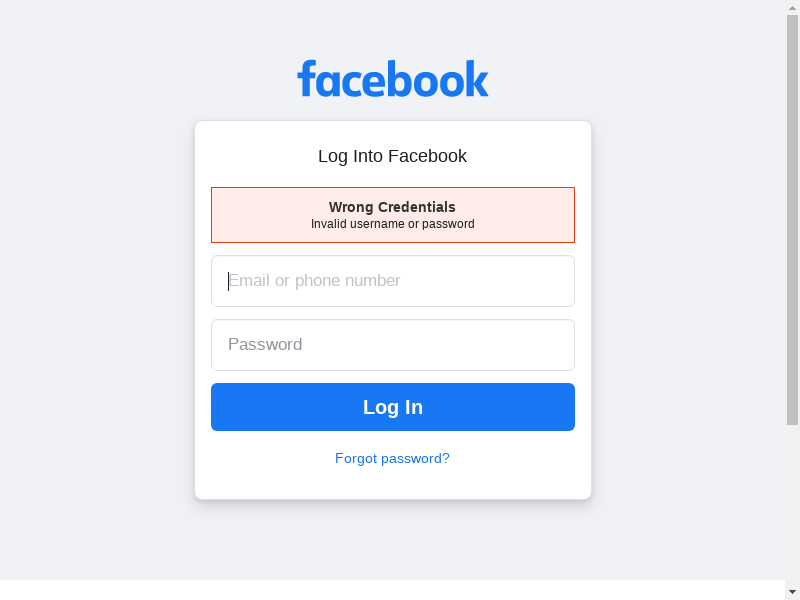 facebook
Log Into Facebook
Wrong Credentials
Invalid username or password
Email or phone number
Password
Log In
Forgot password?